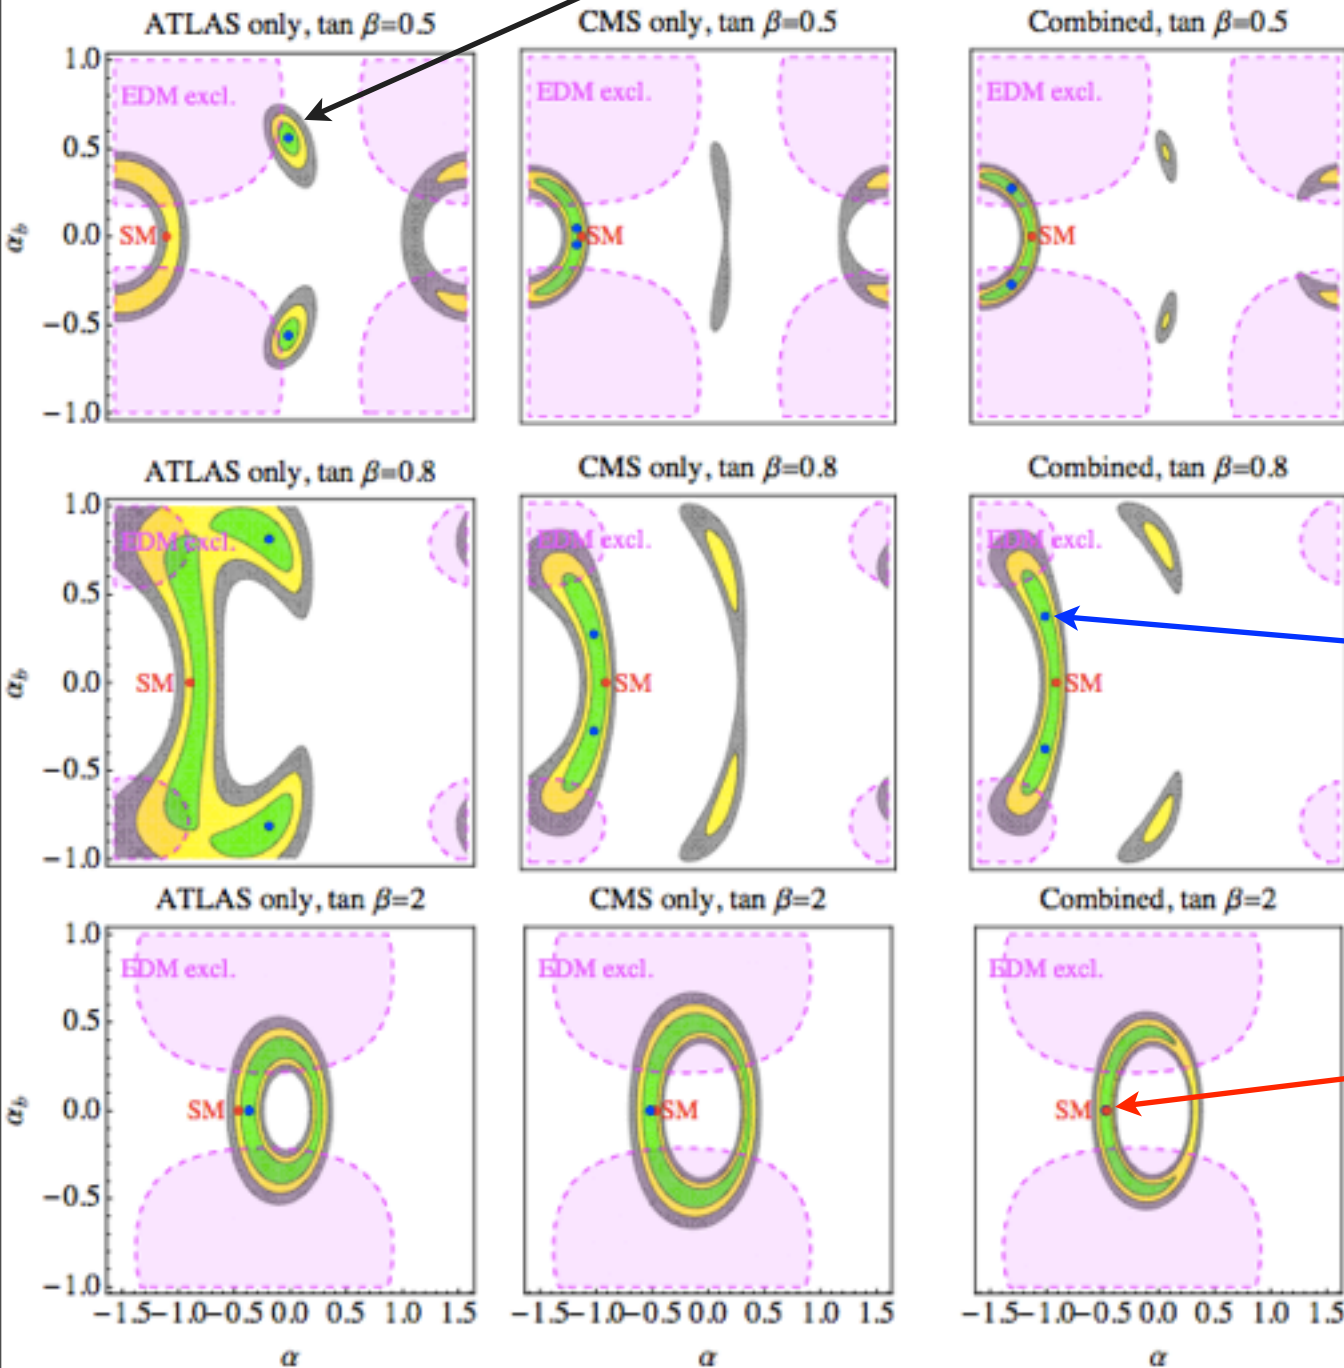 ATLAS only, tan β=0.5 CMS only, tan β=0.5 Combined, tan β=0.5
1.0
EDM excl. EDM excl. EDM excl.
0.5
α_b 0.0 SM SM SM
−0.5
−1.0
ATLAS only, tan β=0.8 CMS only, tan β=0.8 Combined, tan β=0.8
1.0
EDM excl. EDM excl. EDM excl.
0.5
α_b 0.0 SM SM SM
−0.5
−1.0
ATLAS only, tan β=2 CMS only, tan β=2 Combined, tan β=2
1.0
EDM excl. EDM excl. EDM excl.
0.5
α_b 0.0 SM SM SM
−0.5
−1.0
−1.5 −1.0 −0.5 0.0 0.5 1.0 1.5 −1.5 −1.0 −0.5 0.0 0.5 1.0 1.5 −1.5 −1.0 −0.5 0.0 0.5 1.0 1.5
α α α